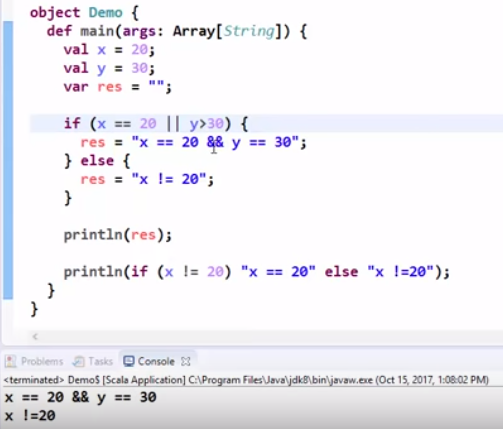 object Demo {
def main(args: Array[String]) {
val x = 20;
val y = 30;
var res = "";
if (x == 20 || y>30) {
res = "x == 20 && y == 30";
} else {
res = "x != 20";
}
println(res);
println(if (x != 20) "x == 20" else "x !=20");
}
}
Problems Tasks Console
<terminated> Demo$ [Scala Application] C:\Program Files\Java\jdk8\bin\javaw.exe (Oct 15, 2017, 1:08:02 PM)
x == 20 && y == 30
x !=20